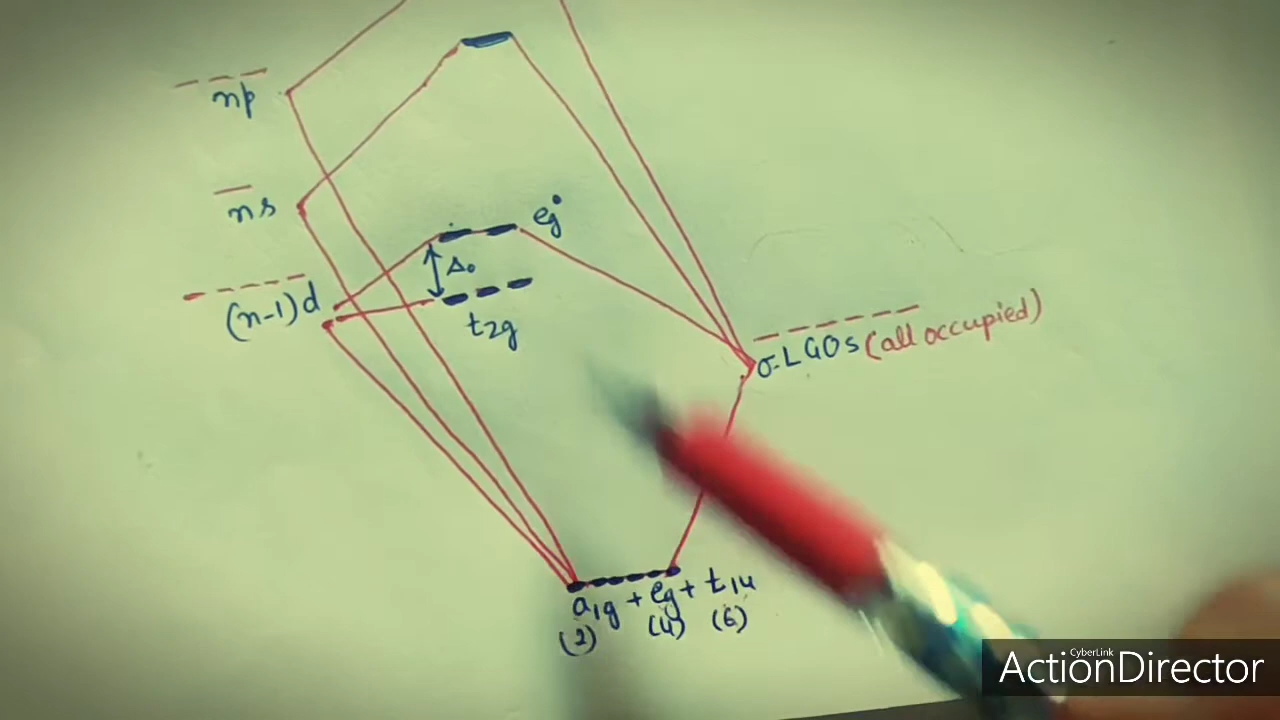 np
ns
eg*
Δo
(n-1)d
t2g
σ-LGOs (all occupied)
a1g + eg + t1u
(2) (4) (6)
CyberLink
ActionDirector